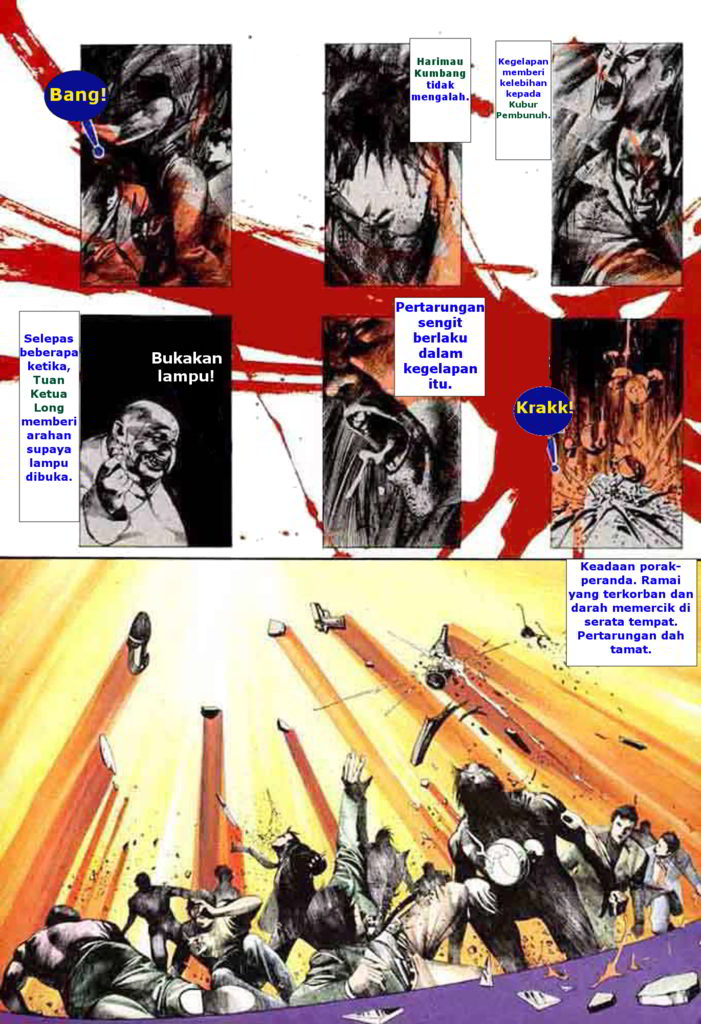 Bang!
Harimau
Kumbang
tidak
mengalah.
Kegelapan
memberi
kelebihan
kepada
Kubur
Pembunuh.
Selepas
beberapa
ketika,
Tuan
Ketua
Long
memberi
arahan
supaya
lampu
dibuka.
Bukakan
lampu!
Pertarungan
sengit
berlaku
dalam
kegelapan
itu.
Krakk!
Keadaan porak-
peranda. Ramai
yang terkorban dan
darah memercik di
serata tempat.
Pertarungan dah
tamat.